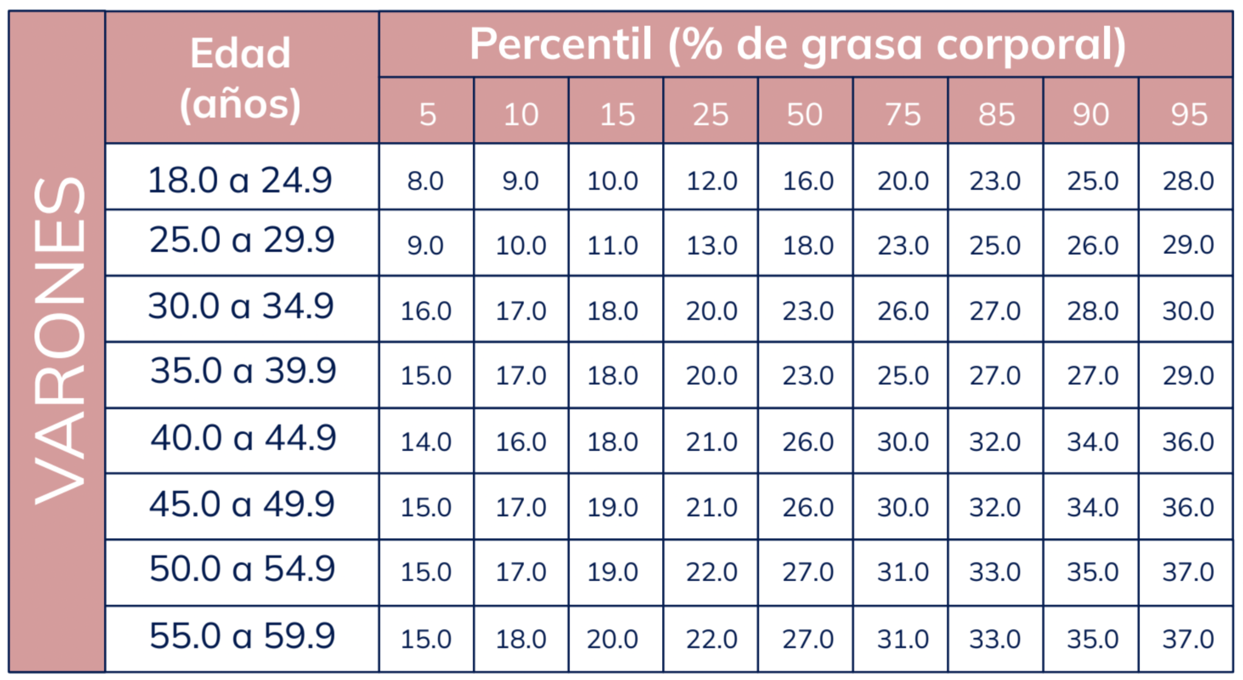 VARONES
Edad
(años)
Percentil (% de grasa corporal)
5 10 15 25 50 75 85 90 95
18.0 a 24.9 8.0 9.0 10.0 12.0 16.0 20.0 23.0 25.0 28.0
25.0 a 29.9 9.0 10.0 11.0 13.0 18.0 23.0 25.0 26.0 29.0
30.0 a 34.9 16.0 17.0 18.0 20.0 23.0 26.0 27.0 28.0 30.0
35.0 a 39.9 15.0 17.0 18.0 20.0 23.0 25.0 27.0 27.0 29.0
40.0 a 44.9 14.0 16.0 18.0 21.0 26.0 30.0 32.0 34.0 36.0
45.0 a 49.9 15.0 17.0 19.0 21.0 26.0 30.0 32.0 34.0 36.0
50.0 a 54.9 15.0 17.0 19.0 22.0 27.0 31.0 33.0 35.0 37.0
55.0 a 59.9 15.0 18.0 20.0 22.0 27.0 31.0 33.0 35.0 37.0